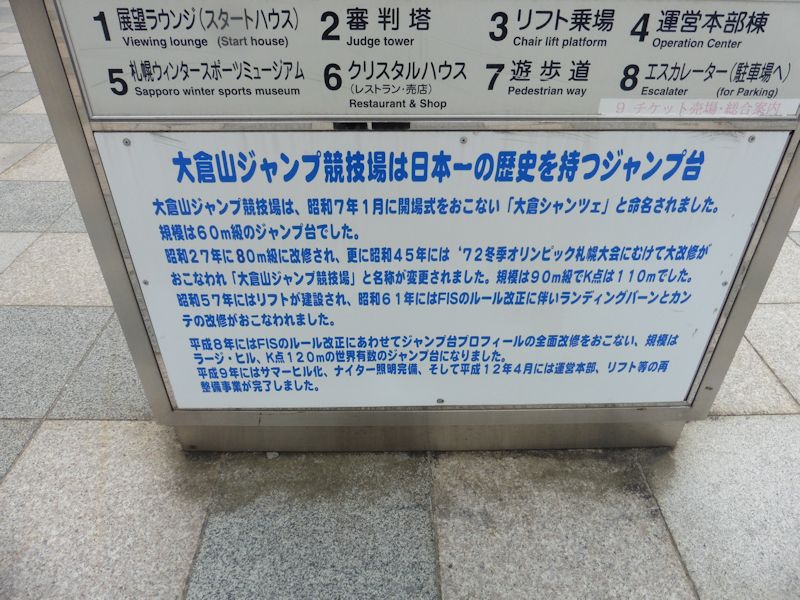 1 展望ラウンジ(スタートハウス)
Viewing lounge (Start house)
2 審判塔
Judge tower
3 リフト乗場
Chair lift platform
4 運営本部棟
Operation Center
5 札幌ウィンタースポーツミュージアム
Sapporo winter sports museum
6 クリスタルハウス
(レストラン・売店)
Restaurant & Shop
7 遊歩道
Pedestrian way
8 エスカレーター(駐車場へ)
Escalater (for Parking)
9 チケット売場・総合案内
大倉山ジャンプ競技場は日本一の歴史を持つジャンプ台
大倉山ジャンプ競技場は、昭和7年1月に開場式をおこない「大倉シャンツェ」と命名されました。
規模は60m級のジャンプ台でした。
昭和27年に80m級に改修され、更に昭和45年には '72冬季オリンピック札幌大会にむけて大改修が
おこなわれ「大倉山ジャンプ競技場」と名称が変更されました。規模は90m級でK点は110mでした。
昭和57年にはリフトが建設され、昭和61年にはFISのルール改正に伴いランディングバーンとカン
テの改修がおこなわれました。
平成8年にはFISのルール改正にあわせてジャンプ台プロフィールの全面改修をおこない、規模は
ラージ・ヒル、K点120mの世界有数のジャンプ台になりました。
平成9年にはサマーヒル化、ナイター照明完備、そして平成12年4月には運営本部、リフト等の再
整備事業が完了しました。